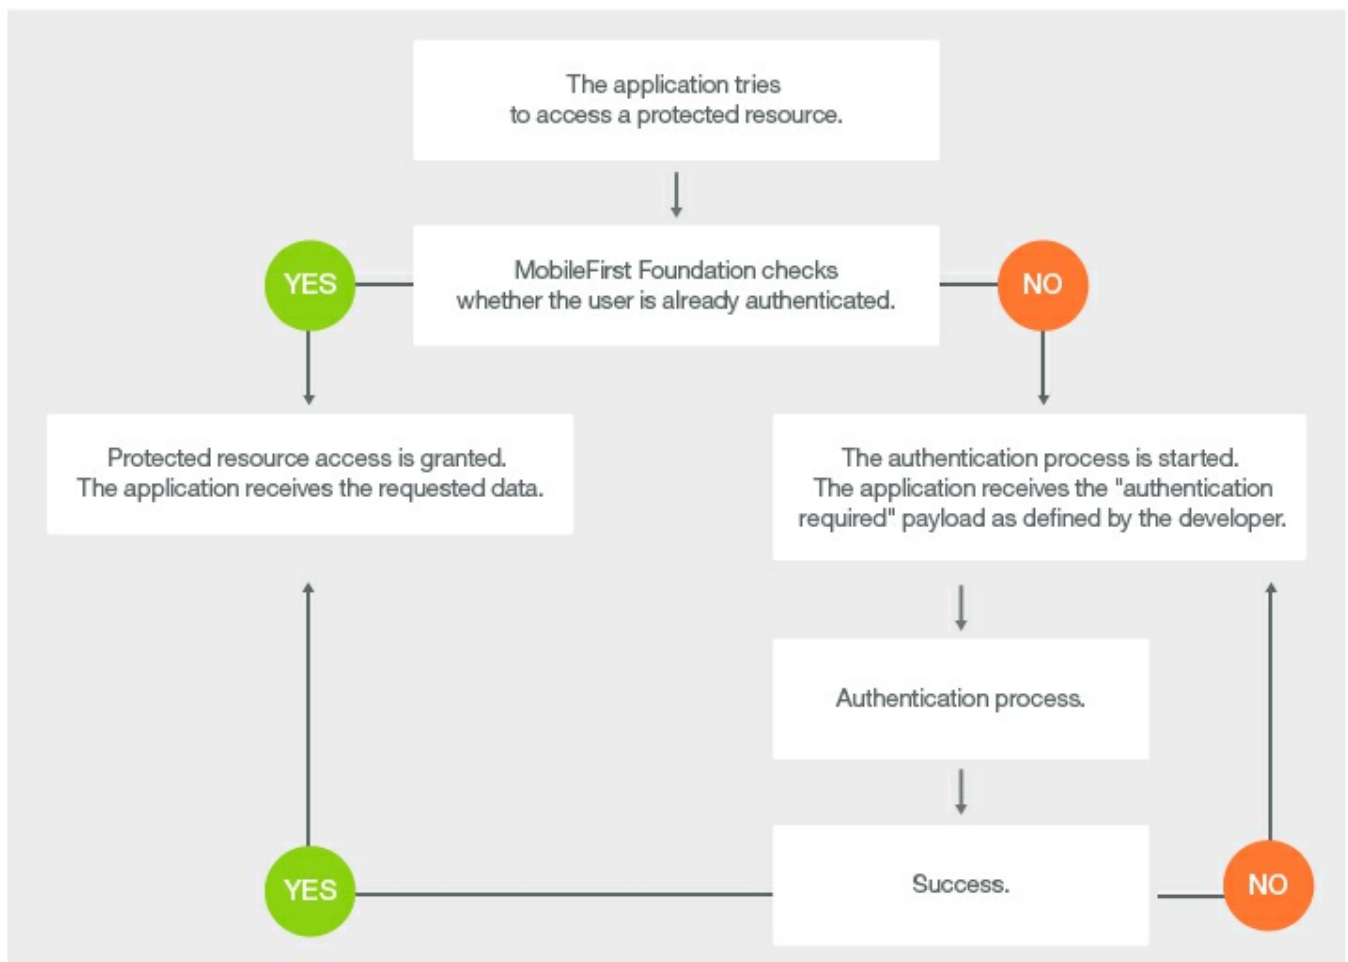 The application tries
to access a protected resource.
YES
MobileFirst Foundation checks
whether the user is already authenticated.
NO
Protected resource access is granted.
The application receives the requested data.
The authentication process is started.
The application receives the "authentication
required" payload as defined by the developer.
Authentication process.
YES
Success.
NO